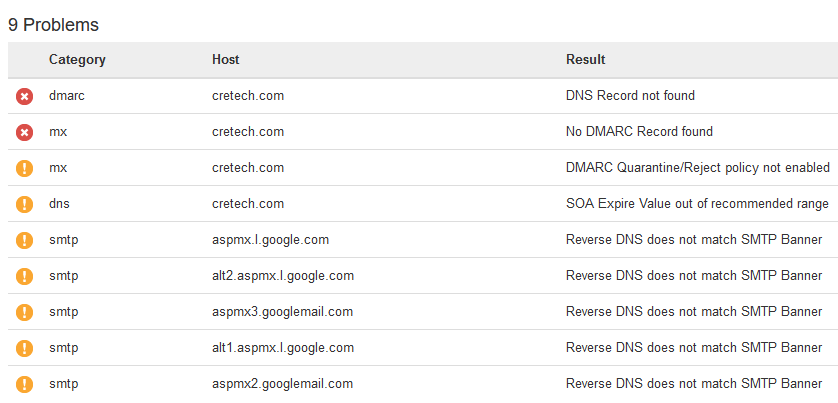 9 Problems
Category Host Result
dmarc cretech.com DNS Record not found
mx cretech.com No DMARC Record found
mx cretech.com DMARC Quarantine/Reject policy not enabled
dns cretech.com SOA Expire Value out of recommended range
smtp aspmx.l.google.com Reverse DNS does not match SMTP Banner
smtp alt2.aspmx.l.google.com Reverse DNS does not match SMTP Banner
smtp aspmx3.googlemail.com Reverse DNS does not match SMTP Banner
smtp alt1.aspmx.l.google.com Reverse DNS does not match SMTP Banner
smtp aspmx2.googlemail.com Reverse DNS does not match SMTP Banner